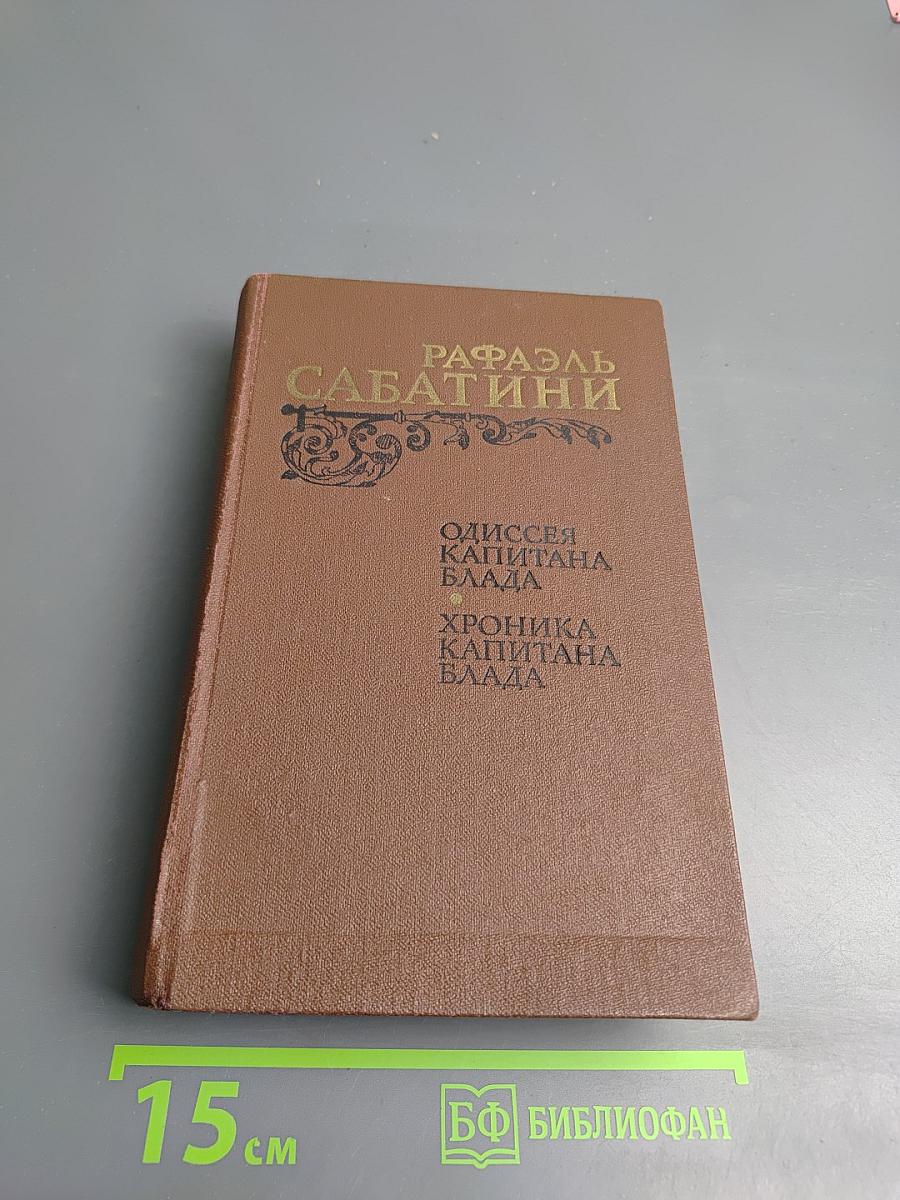 РАФАЭЛЬ
САБАТИНИ
ОДИССЕЯ
КАПИТАНА
БЛАДА
ХРОНИКА
КАПИТАНА
БЛАДА
15 см
БФ БИБЛИОФАН